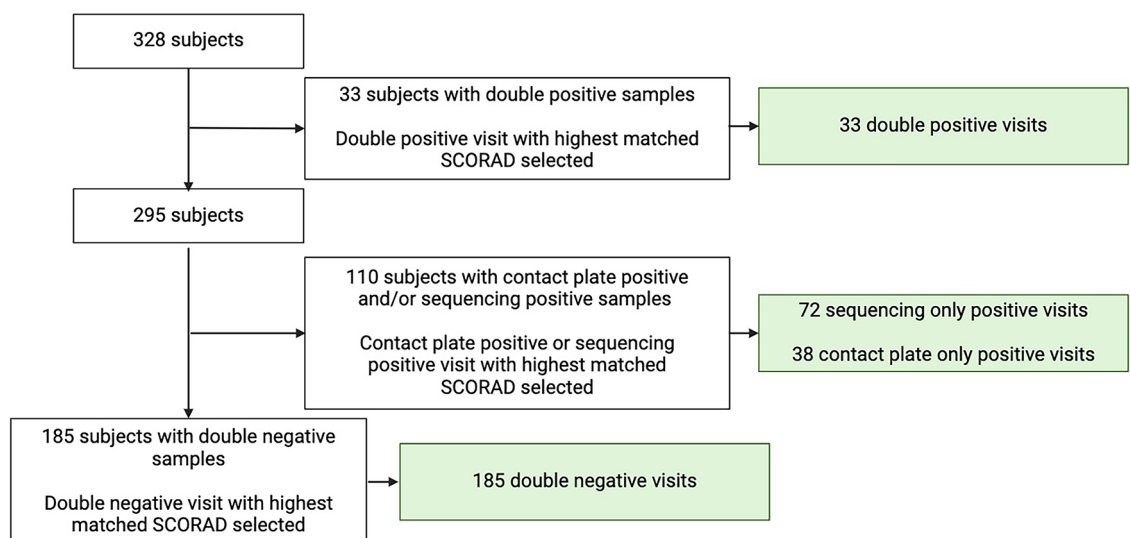 328 subjects
33 subjects with double positive samples
Double positive visit with highest matched
SCORAD selected
33 double positive visits
295 subjects
110 subjects with contact plate positive
and/or sequencing positive samples
Contact plate positive or sequencing
positive visit with highest matched
SCORAD selected
72 sequencing only positive visits
38 contact plate only positive visits
185 subjects with double negative
samples
Double negative visit with highest
matched SCORAD selected
185 double negative visits